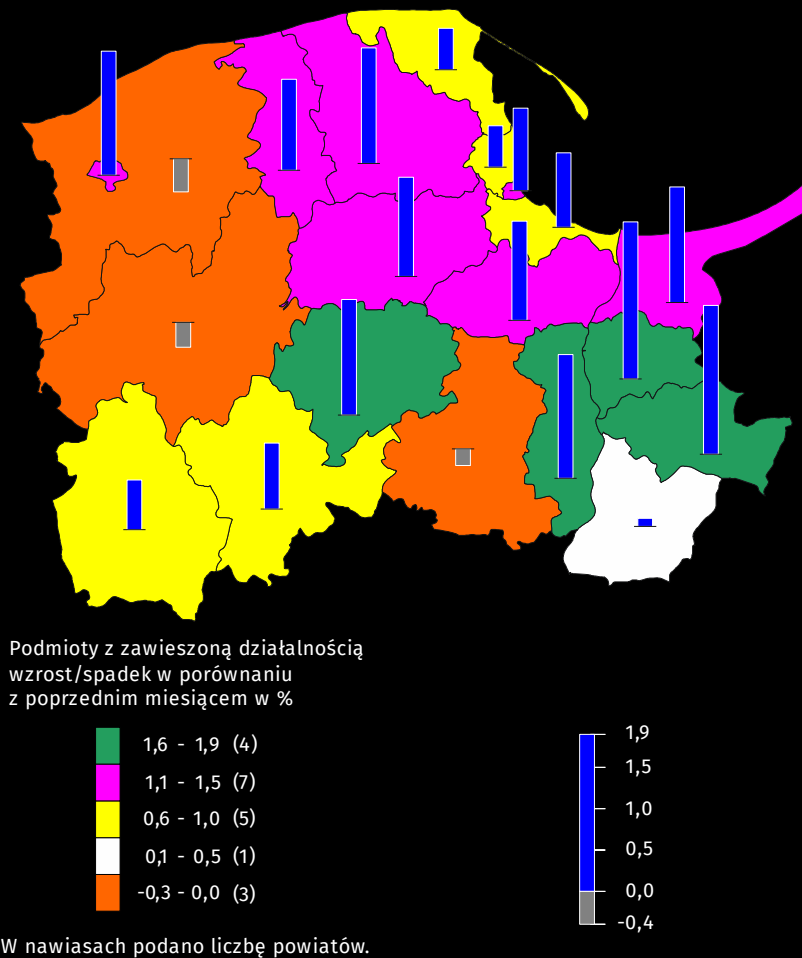 Podmioty z zawieszoną działalnością
wzrost/spadek w porównaniu
z poprzednim miesiącem w %
1,6 - 1,9 (4)
1,1 - 1,5 (7)
0,6 - 1,0 (5)
0,1 - 0,5 (1)
-0,3 - 0,0 (3)
1,9
1,5
1,0
0,5
0,0
-0,4
W nawiasach podano liczbę powiatów.